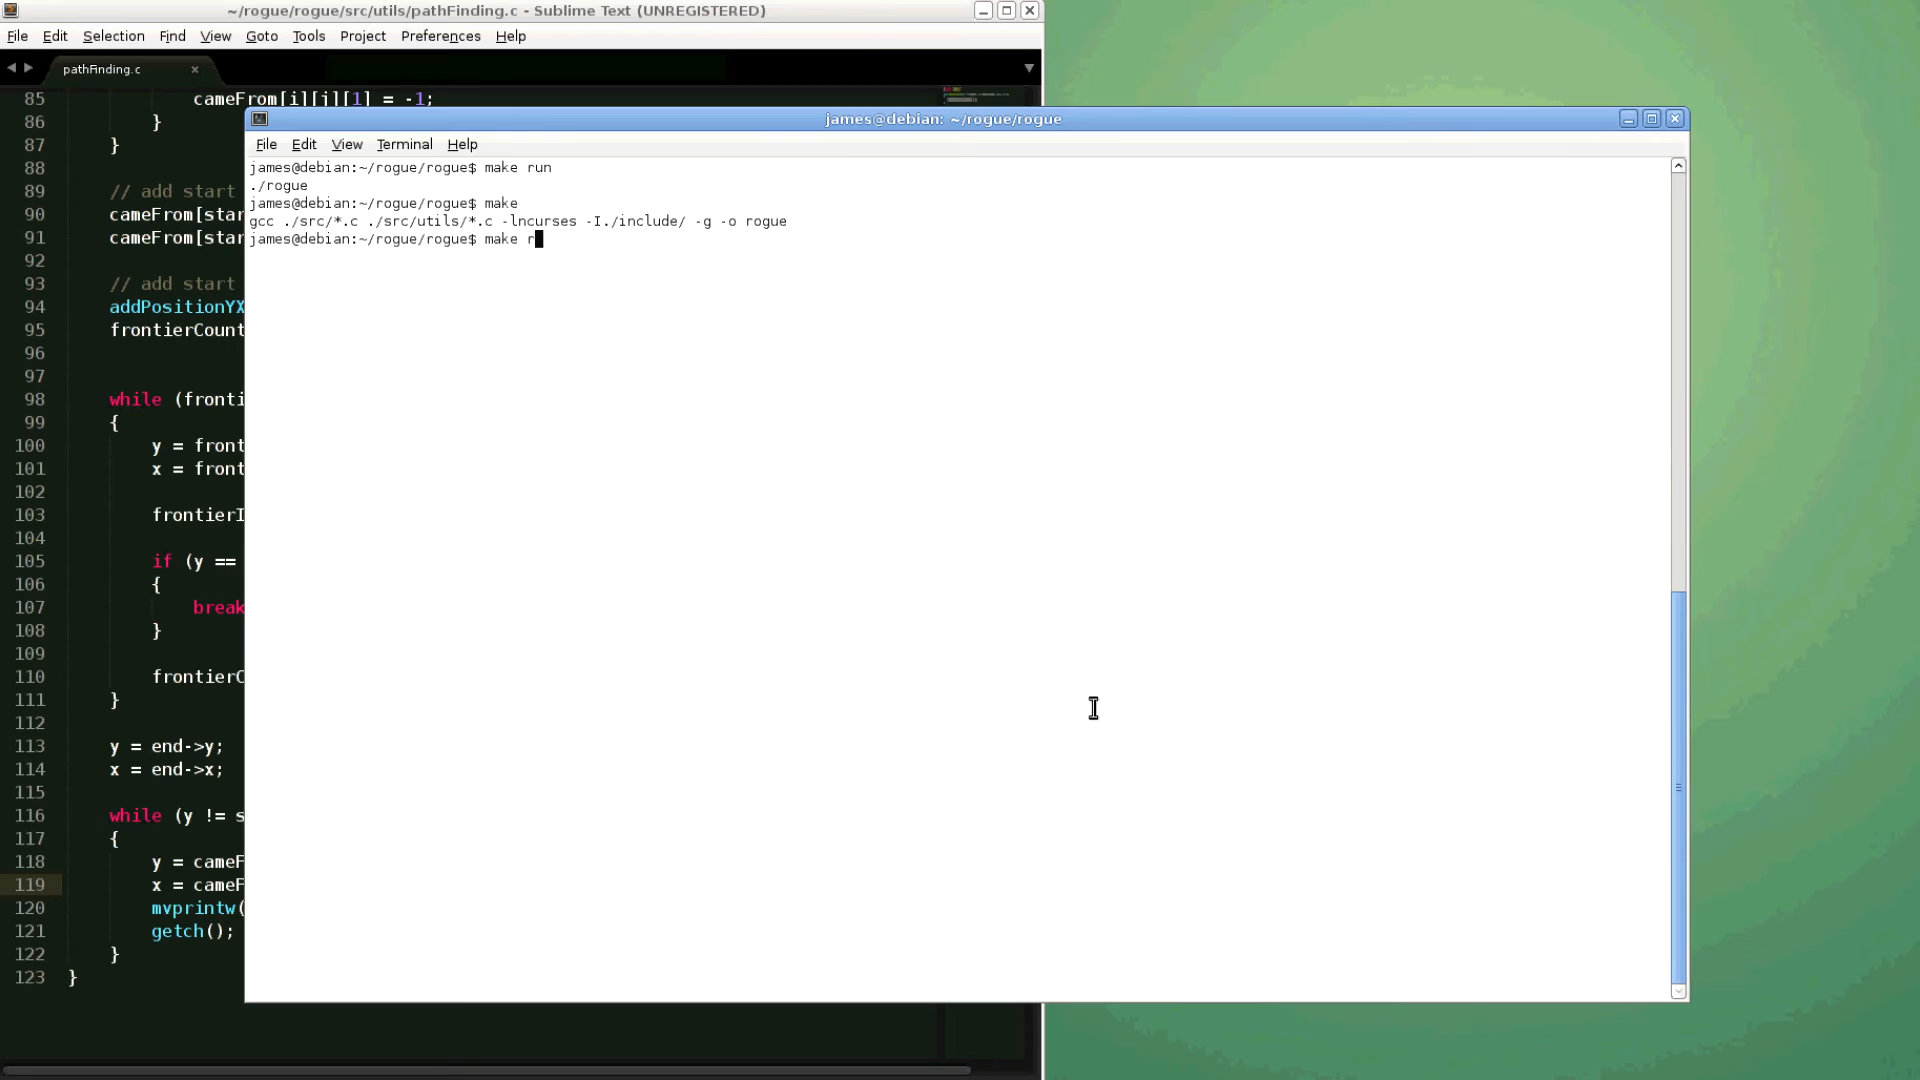 ~/rogue/rogue/src/utils/pathFinding.c - Sublime Text (UNREGISTERED)
File Edit Selection Find View Goto Tools Project Preferences Help
pathFinding.c ×
85 cameFrom[i][j][1] = -1;
86 }
87 }
88
89 // add start
90 cameFrom[star
91 cameFrom[star
92
93 // add start
94 addPositionYX
95 frontierCount
96
97
98 while (fronti
99 {
100 y = front
101 x = front
102
103 frontierI
104
105 if (y ==
106 {
107 break
108 }
109
110 frontierC
111 }
112
113 y = end->y;
114 x = end->x;
115
116 while (y != s
117 {
118 y = cameF
119 x = cameF
120 mvprintw(
121 getch();
122 }
123 }
james@debian: ~/rogue/rogue
File Edit View Terminal Help
james@debian:~/rogue/rogue$ make run
./rogue
james@debian:~/rogue/rogue$ make
gcc ./src/*.c ./src/utils/*.c -lncurses -I./include/ -g -o rogue
james@debian:~/rogue/rogue$ make r